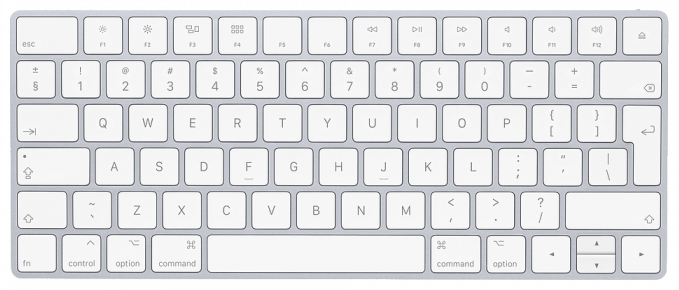 esc F1 F2 F3 F4 F5 F6 F7 F8 F9 F10 F11 F12
± ! @ # $ % ^ & * ( ) — +
§ 1 2 3 4 5 6 7 8 9 0 - =
Q W E R T Y U I O P { }
[ ]
A S D F G H J K L : " |
; ' \
~ Z X C V B N M < > ?
` , . /
fn control option command command option